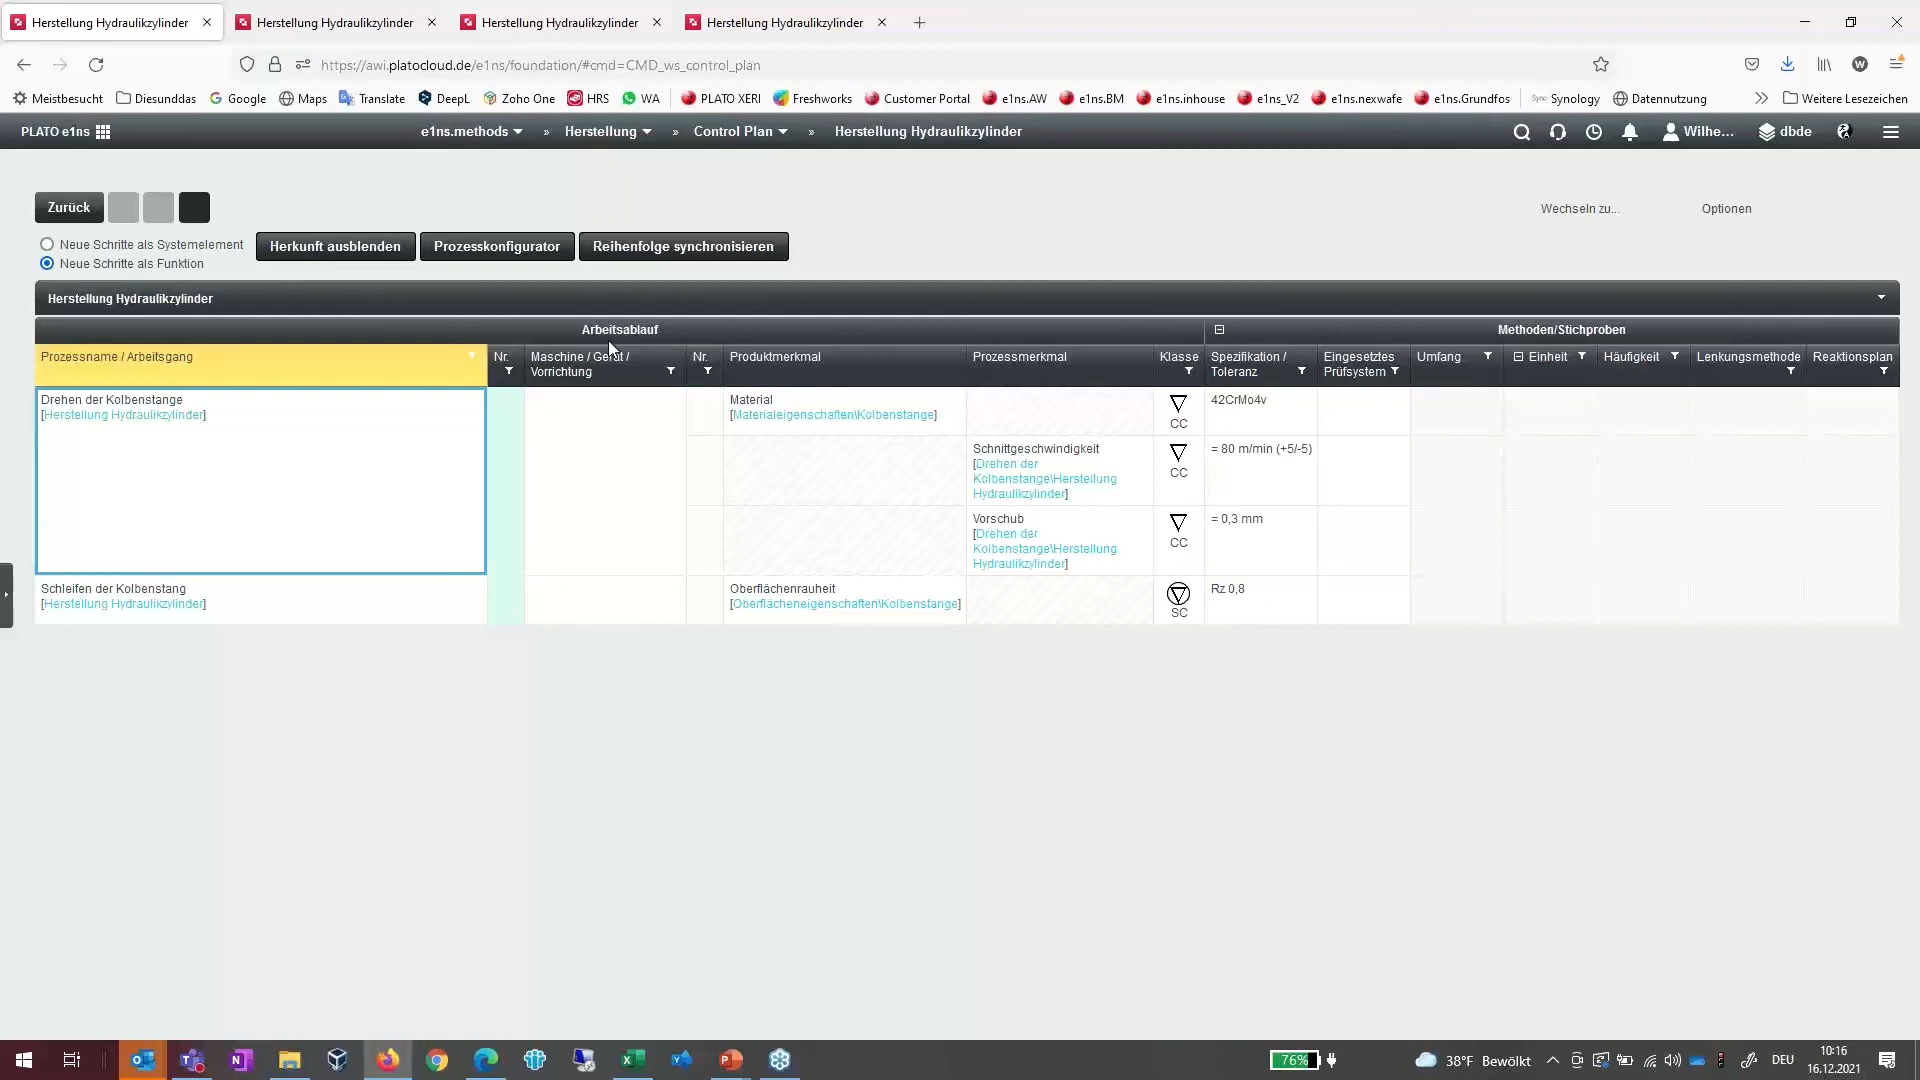 Herstellung Hydraulikzylinder
Herstellung Hydraulikzylinder
Herstellung Hydraulikzylinder
Herstellung Hydraulikzylinder
https://awi.platocloud.de/e1ns/foundation/#cmd=CMD_ws_control_plan
W
Meistbesucht Diesunddas Google Maps Translate DeepL Zoho One HRS WA PLATO XERI Freshworks Customer Portal e1ns.AW e1ns.BM e1ns.inhouse e1ns_V2 e1ns.nexwafe e1ns.Grundfos Synology Datennutzung Weitere Lesezeichen
PLATO e1ns e1ns.methods » Herstellung » Control Plan » Herstellung Hydraulikzylinder Wilhe... dbde
Zurück
Wechseln zu... Optionen
Neue Schritte als Systemelement
Neue Schritte als Funktion
Herkunft ausblenden Prozesskonfigurator Reihenfolge synchronisieren
Herstellung Hydraulikzylinder
Arbeitsablauf Methoden/Stichproben
Prozessname / Arbeitsgang Nr. Maschine / Gerät / Vorrichtung Nr. Produktmerkmal Prozessmerkmal Klasse Spezifikation / Toleranz Eingesetztes Prüfsystem Umfang Einheit Häufigkeit Lenkungsmethode Reaktionsplan
Drehen der Kolbenstange
[Herstellung Hydraulikzylinder]
Material
[Materialeigenschaften\Kolbenstange]
CC
42CrMo4v
Schnittgeschwindigkeit
[Drehen der
Kolbenstange\Herstellung
Hydraulikzylinder]
CC
= 80 m/min (+5/-5)
Vorschub
[Drehen der
Kolbenstange\Herstellung
Hydraulikzylinder]
CC
= 0,3 mm
Schleifen der Kolbenstang
[Herstellung Hydraulikzylinder]
Oberflächenrauheit
[Oberflächeneigenschaften\Kolbenstange]
SC
Rz 0,8
76%
38°F Bewölkt
DEU
10:16
16.12.2021